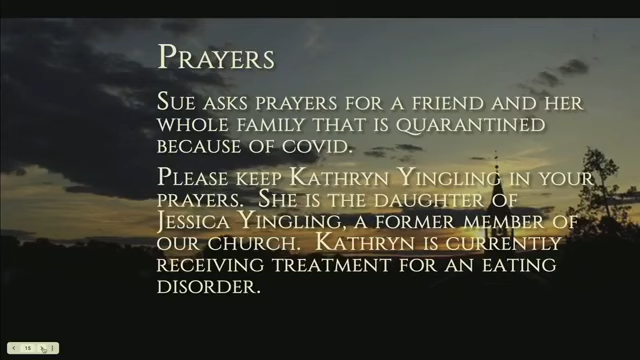 Prayers
Sue asks prayers for a friend and her
whole family that is quarantined
because of covid.
Please keep Kathryn Yingling in your
prayers. She is the daughter of
Jessica Yingling, a former member of
our church. Kathryn is currently
receiving treatment for an eating
disorder.
15